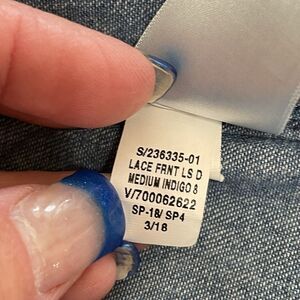 S/236335-01
LACE FRNT LS D
MEDIUM INDIGO 8
V/700062622
SP-18/ SP4
3/18